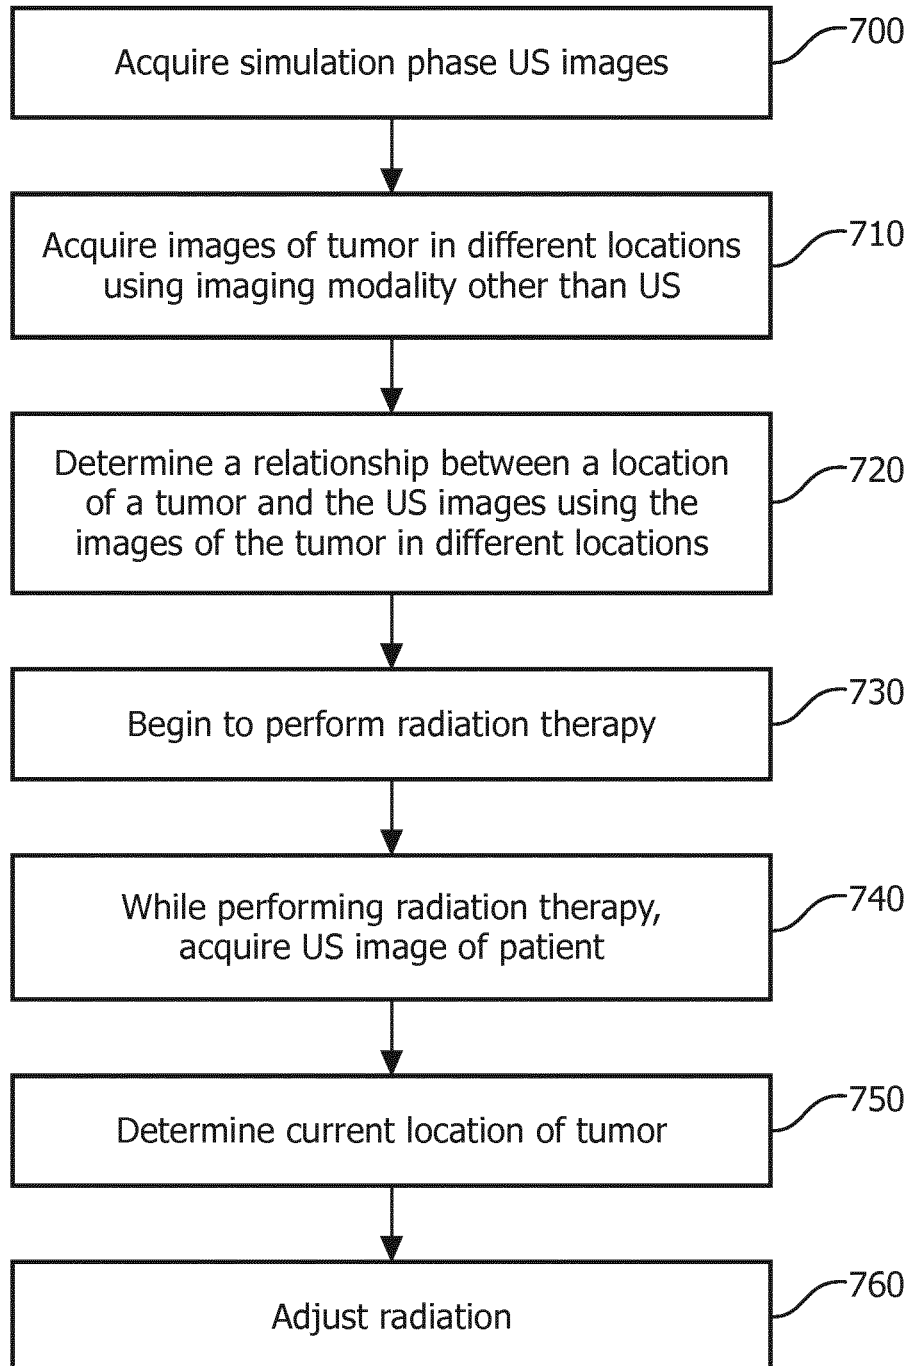 Acquire simulation phase US images
700
Acquire images of tumor in different locations
using imaging modality other than US
710
Determine a relationship between a location
of a tumor and the US images using the
images of the tumor in different locations
720
Begin to perform radiation therapy
730
While performing radiation therapy,
acquire US image of patient
740
Determine current location of tumor
750
Adjust radiation
760